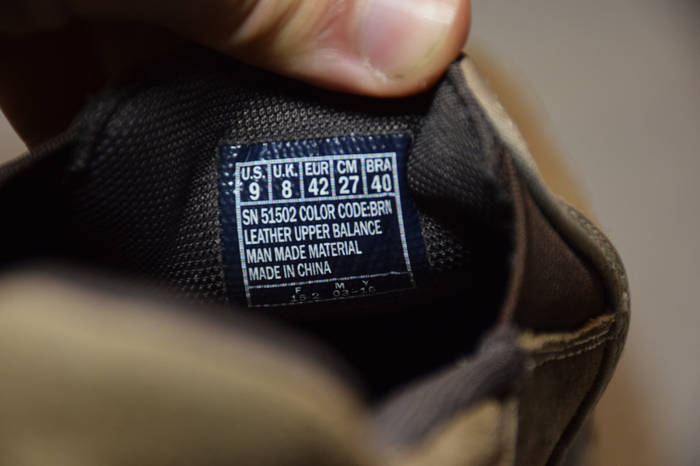 U.S. U.K. EUR CM BRA
9 8 42 27 40
SN 51502 COLOR CODE:BRN
LEATHER UPPER BALANCE
MAN MADE MATERIAL
MADE IN CHINA
F M Y